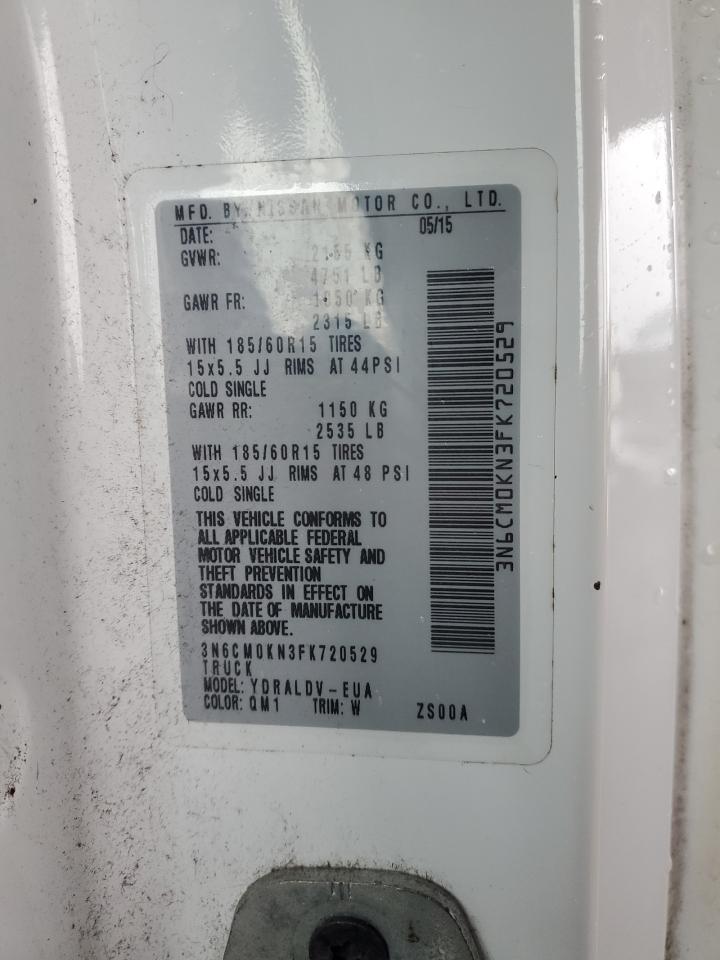 MFD. BY NISSAN MOTOR CO., LTD.
DATE: 05/15
GVWR: 2155 KG
4751 LB
GAWR FR: 1050 KG
2315 LB
WITH 185/60R15 TIRES
15x5.5 JJ RIMS AT 44PSI
COLD SINGLE
GAWR RR: 1150 KG
2535 LB
WITH 185/60R15 TIRES
15x5.5 JJ RIMS AT 48 PSI
COLD SINGLE
THIS VEHICLE CONFORMS TO
ALL APPLICABLE FEDERAL
MOTOR VEHICLE SAFETY AND
THEFT PREVENTION
STANDARDS IN EFFECT ON
THE DATE OF MANUFACTURE
SHOWN ABOVE.
3N6CM0KN3FK720529
TRUCK
MODEL: YDRALDV-EUA
COLOR: QM1 TRIM: W ZS00A
3N6CM0KN3FK720529